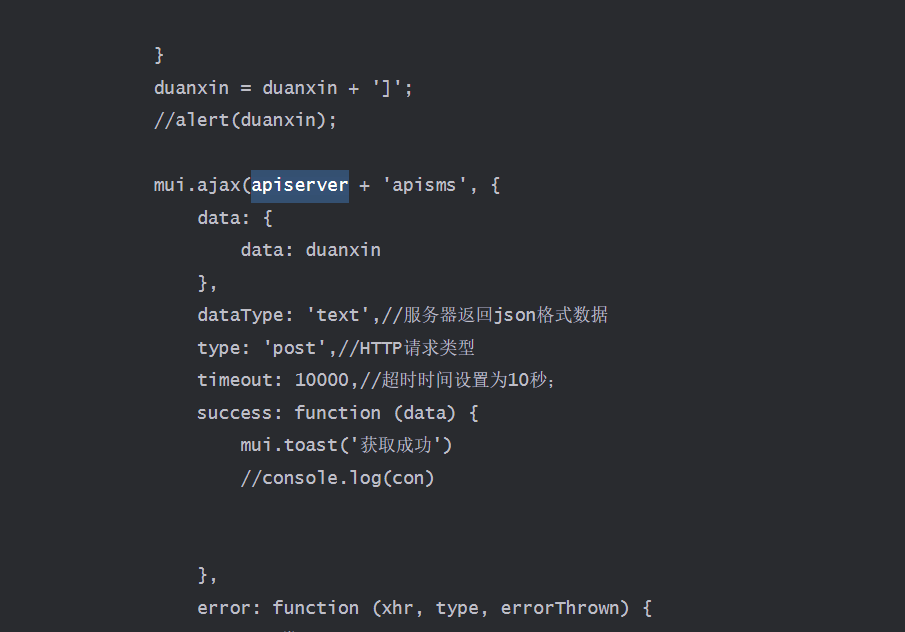 }
duanxin = duanxin + ']';
//alert(duanxin);
mui.ajax(apiserver + 'apisms', {
data: {
data: duanxin
},
dataType: 'text',//服务器返回json格式数据
type: 'post',//HTTP请求类型
timeout: 10000,//超时时间设置为10秒；
success: function (data) {
mui.toast('获取成功')
//console.log(con)
},
error: function (xhr, type, errorThrown) {